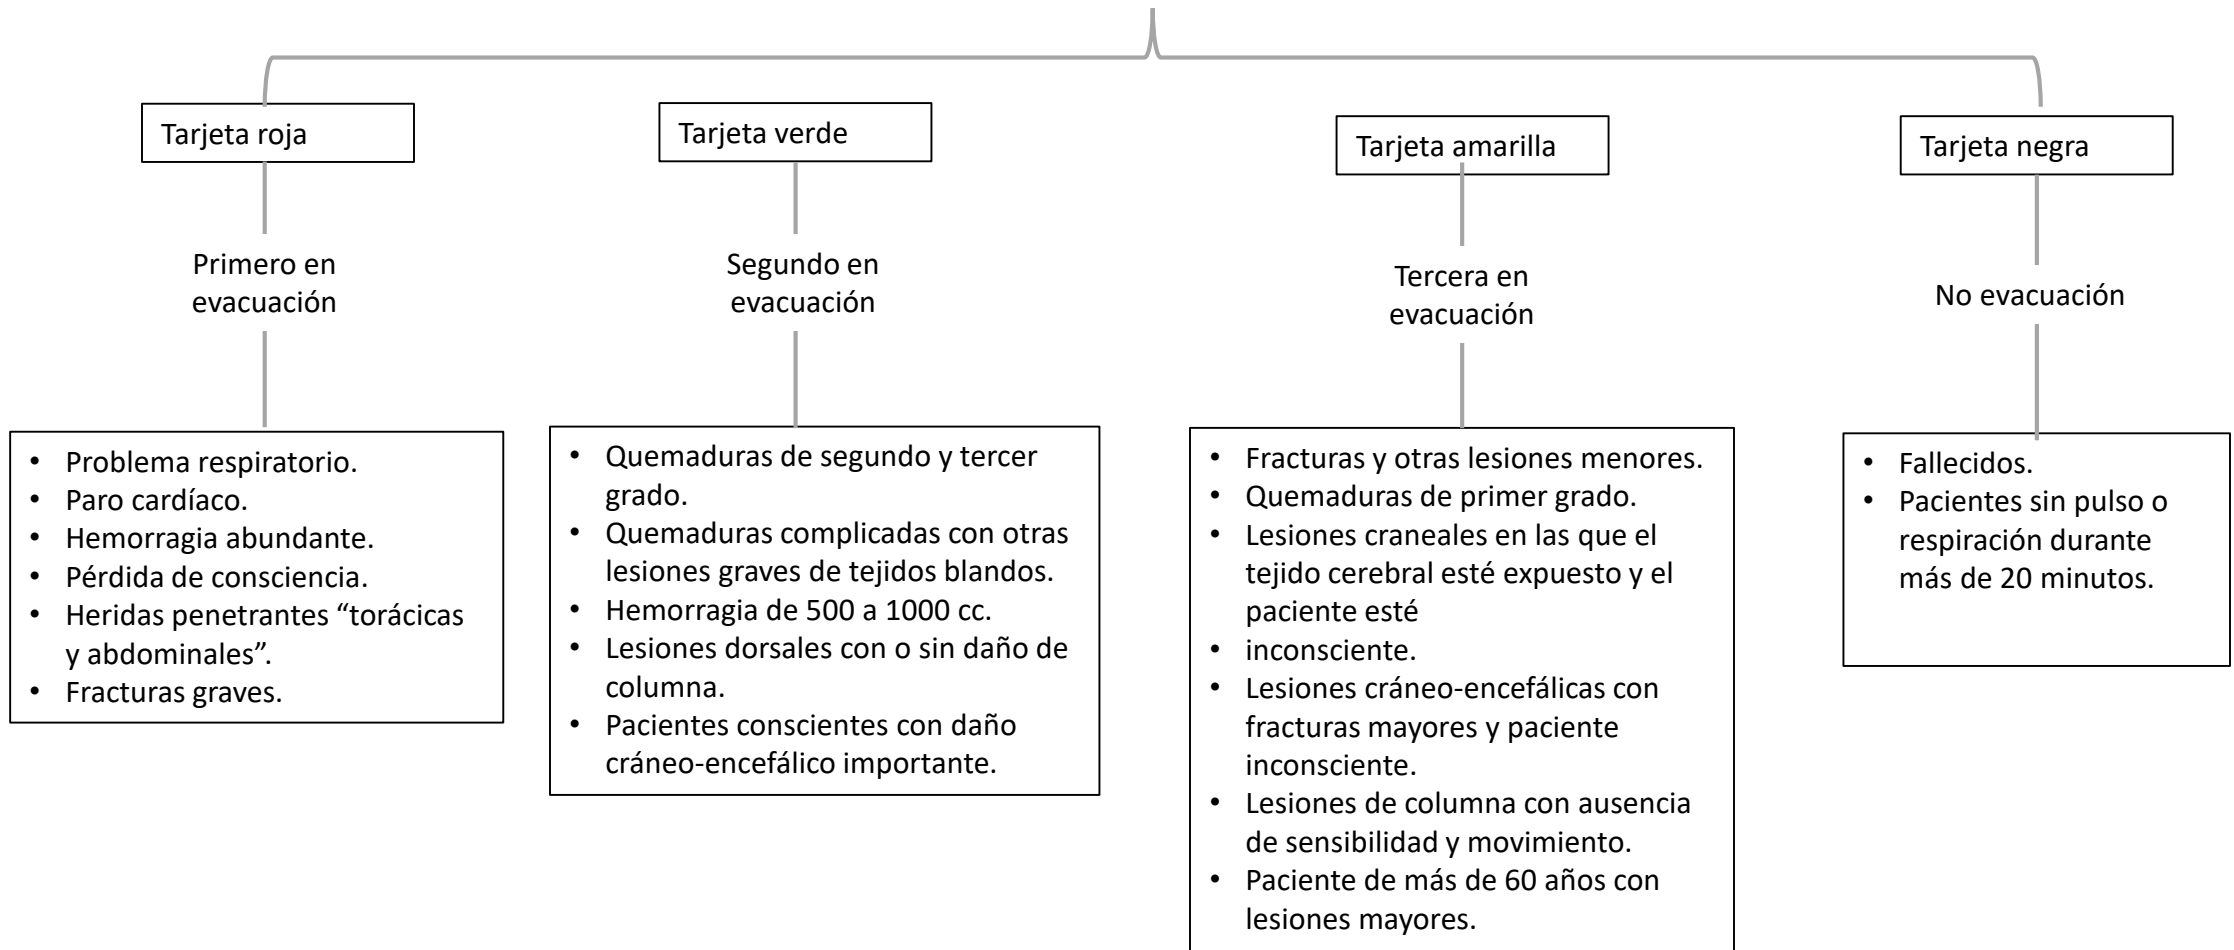 Tarjeta roja
Primero en
evacuación
• Problema respiratorio.
• Paro cardíaco.
• Hemorragia abundante.
• Pérdida de consciencia.
• Heridas penetrantes “torácicas
y abdominales”.
• Fracturas graves.
Tarjeta verde
Segundo en
evacuación
• Quemaduras de segundo y tercer
grado.
• Quemaduras complicadas con otras
lesiones graves de tejidos blandos.
• Hemorragia de 500 a 1000 cc.
• Lesiones dorsales con o sin daño de
columna.
• Pacientes conscientes con daño
cráneo-encefálico importante.
Tarjeta amarilla
Tercera en
evacuación
• Fracturas y otras lesiones menores.
• Quemaduras de primer grado.
• Lesiones craneales en las que el
tejido cerebral esté expuesto y el
paciente esté
• inconsciente.
• Lesiones cráneo-encefálicas con
fracturas mayores y paciente
inconsciente.
• Lesiones de columna con ausencia
de sensibilidad y movimiento.
• Paciente de más de 60 años con
lesiones mayores.
Tarjeta negra
No evacuación
• Fallecidos.
• Pacientes sin pulso o
respiración durante
más de 20 minutos.